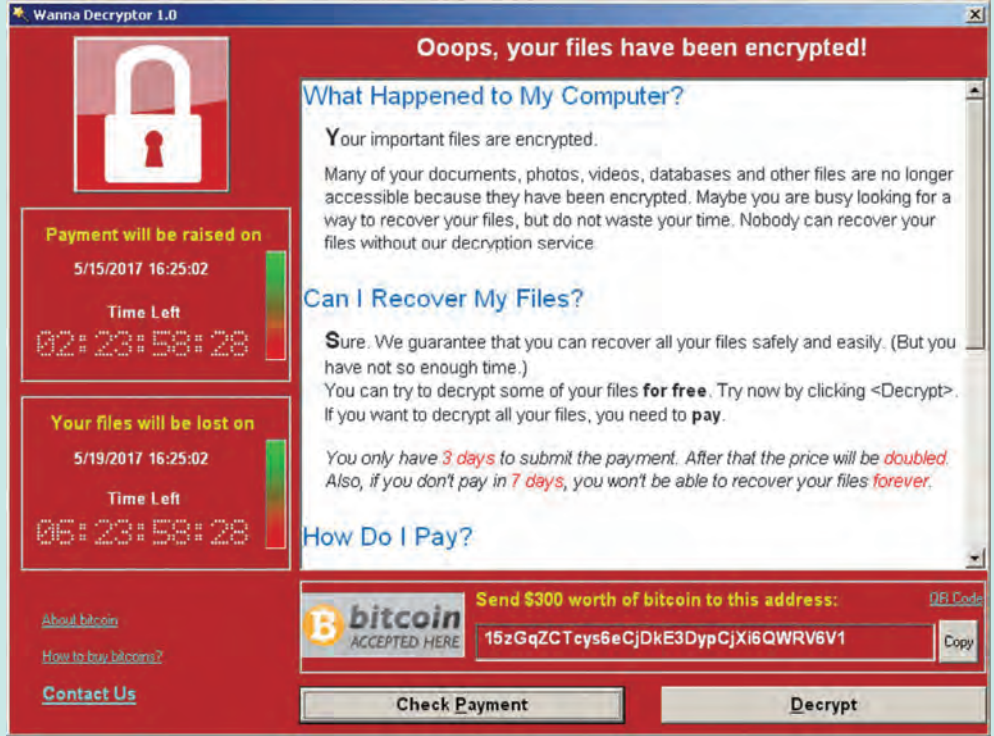 Wanna Decryptor 1.0
Ooops, your files have been encrypted!
What Happened to My Computer?
Your important files are encrypted.
Many of your documents, photos, videos, databases and other files are no longer
accessible because they have been encrypted. Maybe you are busy looking for a
way to recover your files, but do not waste your time. Nobody can recover your
files without our decryption service
Can I Recover My Files?
Sure. We guarantee that you can recover all your files safely and easily. (But you
have not so enough time.)
You can try to decrypt some of your files for free. Try now by clicking <Decrypt>.
If you want to decrypt all your files, you need to pay.
You only have 3 days to submit the payment. After that the price will be doubled.
Also, if you don't pay in 7 days, you won't be able to recover your files forever.
How Do I Pay?
Payment will be raised on
5/15/2017 16:25:02
Time Left
02:23:58:28
Your files will be lost on
5/19/2017 16:25:02
Time Left
06:23:58:28
About bitcoin
How to buy bitcoins?
Contact Us
bitcoin
ACCEPTED HERE
Send $300 worth of bitcoin to this address:
QR Code
15zGqZCTcys6eCjDkE3DypCjXi6QWRV6V1
Copy
Check Payment
Decrypt